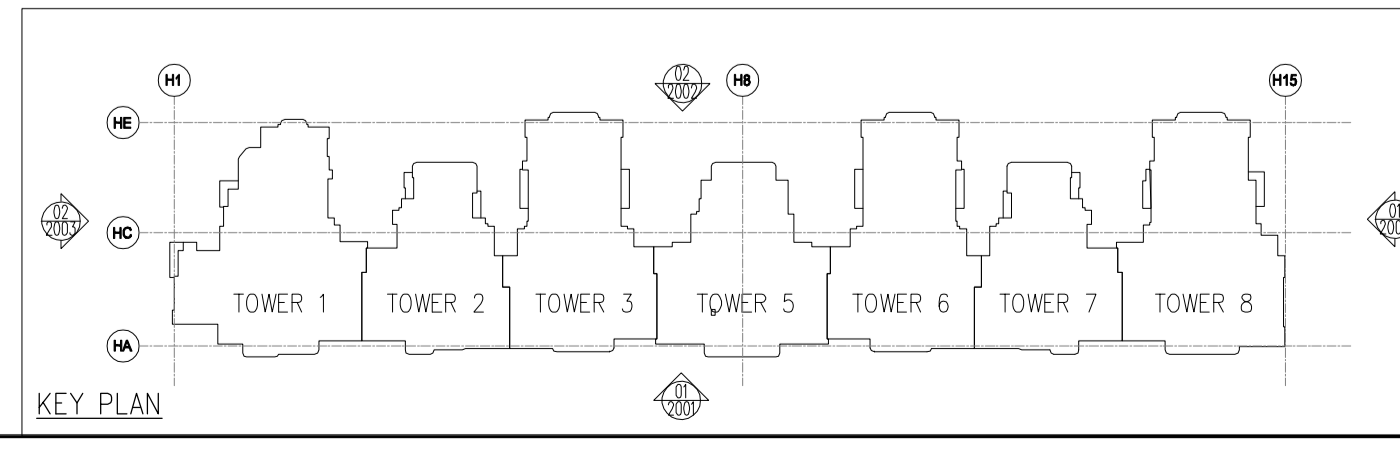 H1
02
2002
H8
H15
HE
02
2003
HC
01
TOWER 1
TOWER 2
TOWER 3
TOWER 5
TOWER 6
TOWER 7
TOWER 8
HA
01
2001
KEY PLAN